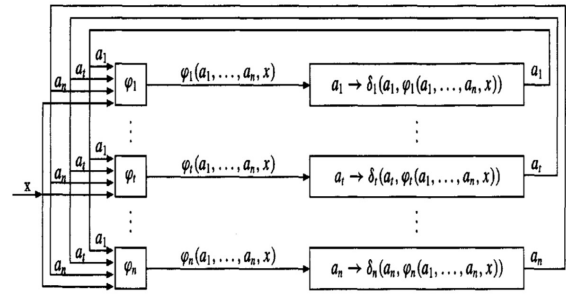 a₁ φ₁(a₁,...,aₙ,x) a₁
aₜ φ₁ a₁ → δ₁(a₁,φ₁(a₁,...,aₙ,x))
aₙ
⋮ ⋮
a₁ φₜ(a₁,...,aₙ,x) aₜ
aₜ φₜ aₜ → δₜ(aₜ,φₜ(a₁,...,aₙ,x))
aₙ
x
⋮ ⋮
a₁ φₙ(a₁,...,aₙ,x) aₙ
aₜ φₙ aₙ → δₙ(aₙ,φₙ(a₁,...,aₙ,x))
aₙ